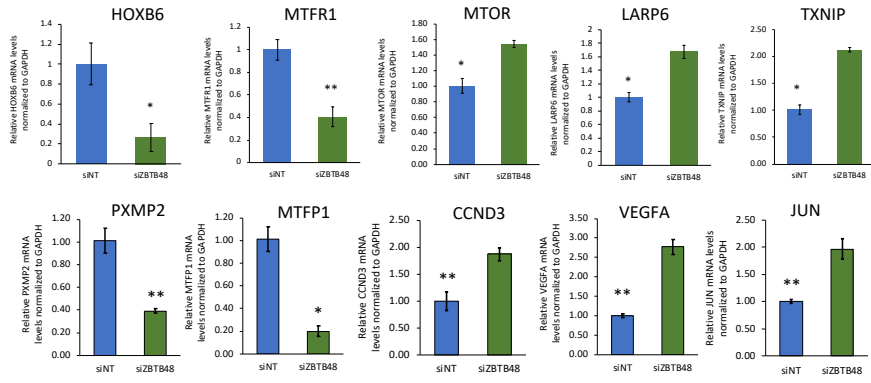 HOXB6
Relative HOXB6 mRNA levels
normalized to GAPDH
1.4
1.2
1
0.8
0.6
0.4
0.2
0
*
siNT
siZBTB48
MTFR1
Relative MTFR1 mRNA levels
normalized to GAPDH
1.2
1
0.8
0.6
0.4
0.2
0
**
siNT
siZBTB48
MTOR
Relative MTOR mRNA levels
normalized to GAPDH
1.80
1.60
1.40
1.20
1.00
0.80
0.60
0.40
0.20
0.00
*
siNT
siZBTB48
LARP6
Relative LARP6 mRNA levels
normalized to GAPDH
2
1.8
1.6
1.4
1.2
1
0.8
0.6
0.4
0.2
0
*
siNT
siZBTB48
TXNIP
Relative TXNIP mRNA levels
normalized to GAPDH
2.50
2.00
1.50
1.00
0.50
0.00
*
siNT
siZBTB48
PXMP2
Relative PXMP2 mRNA
levels normalized to GAPDH
1.20
1.00
0.80
0.60
0.40
0.20
0.00
**
siNT
siZBTB48
MTFP1
Relative MTFP1 mRNA
levels normalized to GAPDH
1.20
1.00
0.80
0.60
0.40
0.20
0.00
*
siNT
siZBTB48
CCND3
Relative CCND3 mRNA
levels normalized to GAPDH
2.50
2.00
1.50
1.00
0.50
0.00
**
siNT
siZBTB48
VEGFA
Relative VEGFA mRNA
levels normalized to GAPDH
4.00
3.50
3.00
2.50
2.00
1.50
1.00
0.50
0.00
**
siNT
siZBTB48
JUN
Relative JUN mRNA levels
normalized to GAPDH
2.50
2.00
1.50
1.00
0.50
0.00
**
siNT
siZBTB48